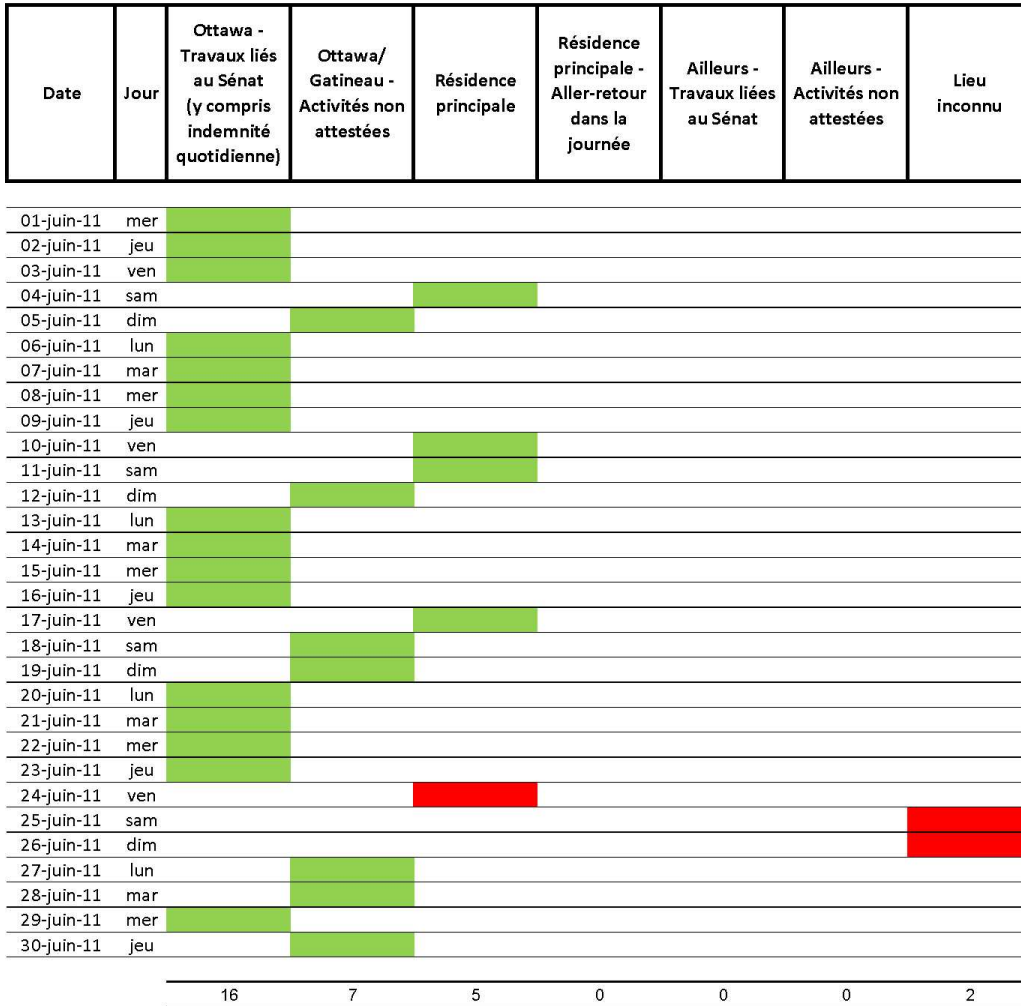 Date
Jour
Ottawa -
Travaux liés
au Sénat
(y compris
indemnité
quotidienne)
Ottawa/
Gatineau -
Activités non
attestées
Résidence
principale
Résidence
principale -
Aller-retour
dans la
journée
Ailleurs -
Travaux liées
au Sénat
Ailleurs -
Activités non
attestées
Lieu
inconnu
01-juin-11 mer
02-juin-11 jeu
03-juin-11 ven
04-juin-11 sam
05-juin-11 dim
06-juin-11 lun
07-juin-11 mar
08-juin-11 mer
09-juin-11 jeu
10-juin-11 ven
11-juin-11 sam
12-juin-11 dim
13-juin-11 lun
14-juin-11 mar
15-juin-11 mer
16-juin-11 jeu
17-juin-11 ven
18-juin-11 sam
19-juin-11 dim
20-juin-11 lun
21-juin-11 mar
22-juin-11 mer
23-juin-11 jeu
24-juin-11 ven
25-juin-11 sam
26-juin-11 dim
27-juin-11 lun
28-juin-11 mar
29-juin-11 mer
30-juin-11 jeu
16 7 5 0 0 0 2